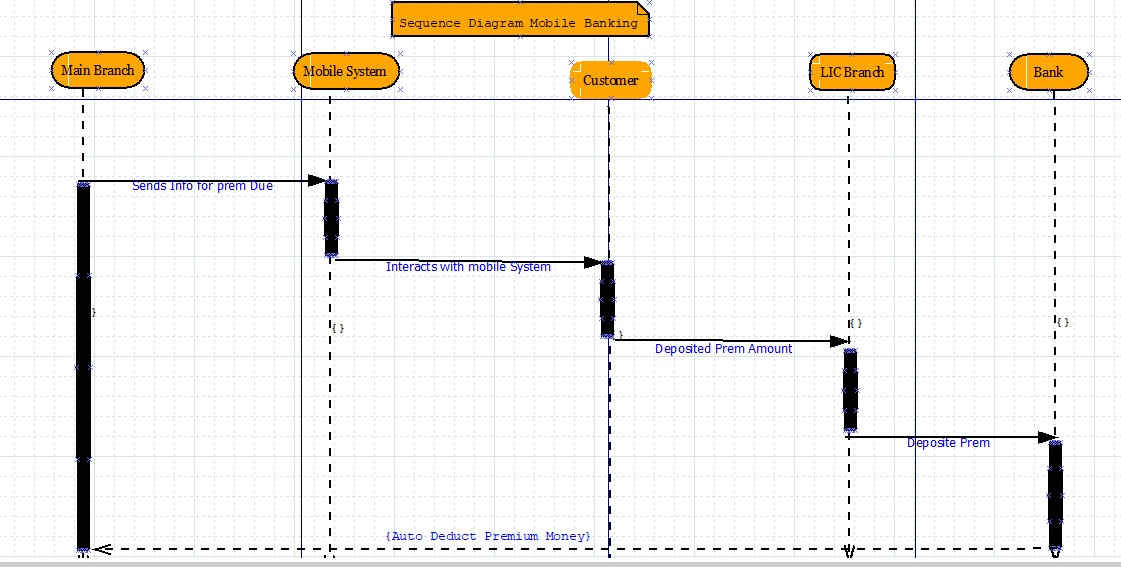 Sequence Diagram Mobile Banking
Main Branch
Mobile System
Customer
LIC Branch
Bank
Sends Info for prem Due
Interacts with mobile System
}
{ }
}
{ }
{ }
Deposited Prem Amount
Deposite Prem
{Auto Deduct Premium Money}